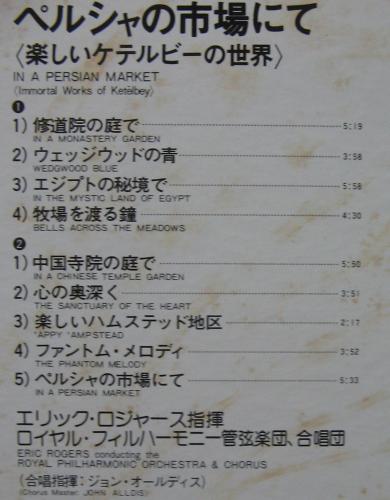 ペルシャの市場にて
〈楽しいケテルビーの世界〉
IN A PERSIAN MARKET
(Immortal Works of Ketèlbey)
❶
1) 修道院の庭で 5:19
IN A MONASTERY GARDEN
2) ウェッジウッドの青 3:58
WEDGWOOD BLUE
3) エジプトの秘境で 5:58
IN THE MYSTIC LAND OF EGYPT
4) 牧場を渡る鐘 4:30
BELLS ACROSS THE MEADOWS
❷
1) 中国寺院の庭で 5:50
IN A CHINESE TEMPLE GARDEN
2) 心の奥深く 3:51
THE SANCTUARY OF THE HEART
3) 楽しいハムステッド地区 2:17
'APPY 'AMPSTEAD
4) ファントム・メロディ 3:52
THE PHANTOM MELODY
5) ペルシャの市場にて 5:33
IN A PERSIAN MARKET
エリック・ロジャース指揮
ロイヤル・フィルハーモニー管弦楽団、合唱団
ERIC ROGERS conducting the
ROYAL PHILHARMONIC ORCHESTRA & CHORUS
(合唱指揮:ジョン・オールディス)
(Chorus Master: JOHN ALLDIS)